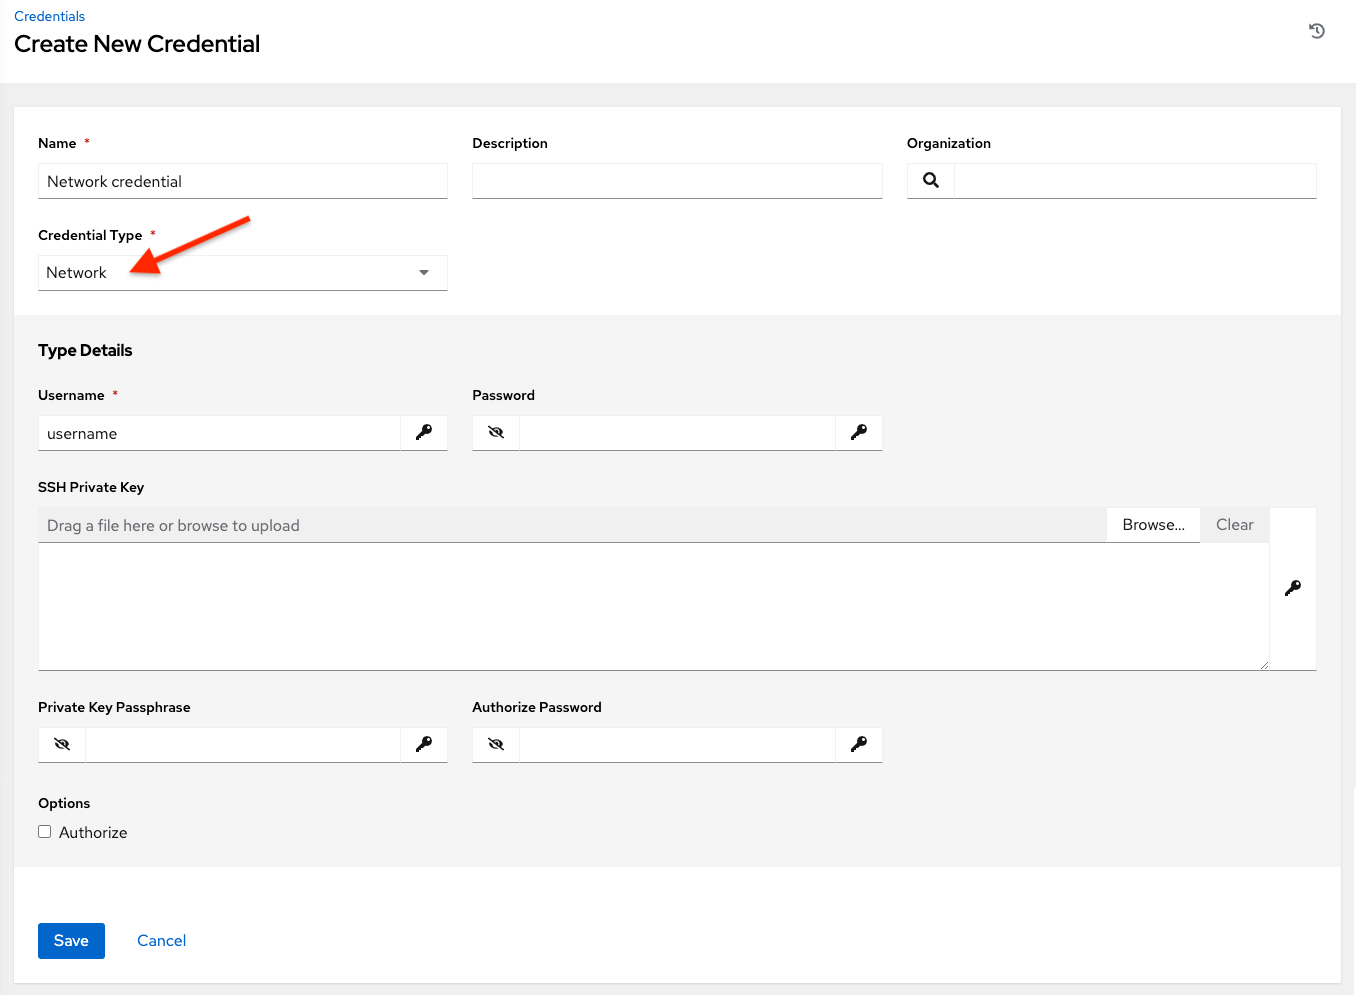 Credentials
Create New Credential
Name *
Description
Organization
Network credential
Credential Type *
Network
Type Details
Username *
Password
username
SSH Private Key
Drag a file here or browse to upload
Browse...
Clear
Private Key Passphrase
Authorize Password
Options
Authorize
Save
Cancel